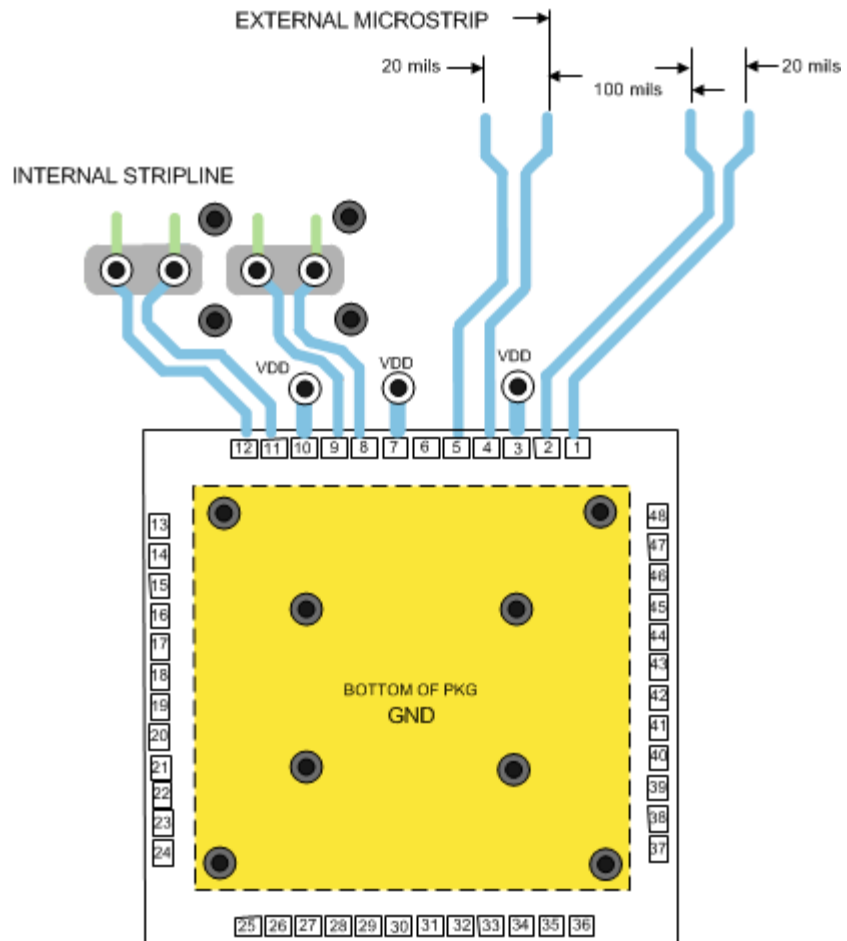 EXTERNAL MICROSTRIP
20 mils
20 mils
100 mils
INTERNAL STRIPLINE
VDD
VDD
VDD
12 11 10 9 8 7 6 5 4 3 2 1
13
14
15
16
17
18
19
20
21
22
23
24
48
47
46
45
44
43
42
41
40
39
38
37
BOTTOM OF PKG
GND
25 26 27 28 29 30 31 32 33 34 35 36